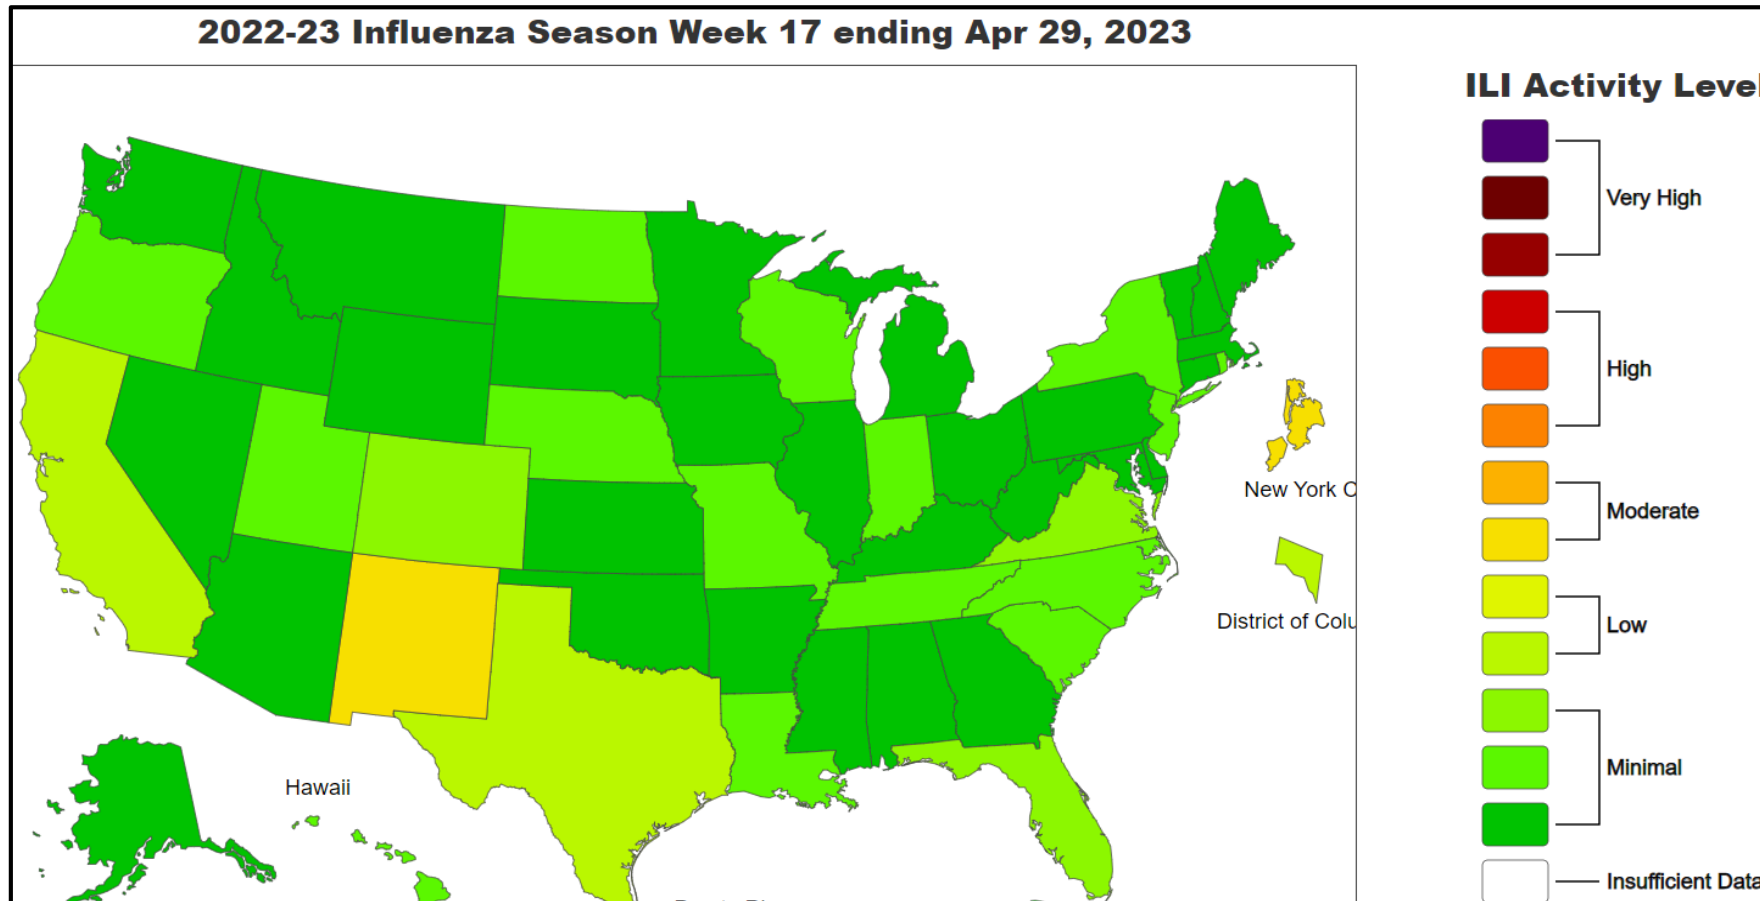 2022-23 Influenza Season Week 17 ending Apr 29, 2023
ILI Activity Level
Very High
High
Moderate
Low
Minimal
Insufficient Data
New York C
District of Colu
Hawaii